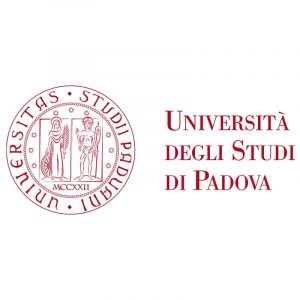 UNIVERSITAS · STUDII PADUANI
MCCXXII
UNIVERSITÀ
DEGLI STUDI
DI PADOVA